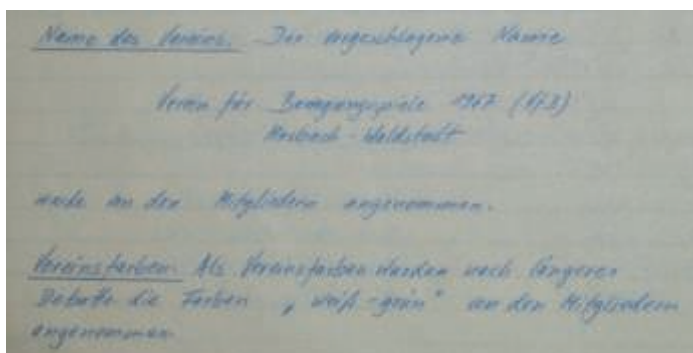 Name des Vereins: Der vorgeschlagene Name
Verein für Bewegungsspiele 1967 (VfB)
Mosbach-Waldstadt
wurde von den Mitgliedern angenommen.
Vereinsfarben: Als Vereinsfarben wurden nach längerer
Debatte die Farben „weiß-grün" von den Mitgliedern
angenommen.